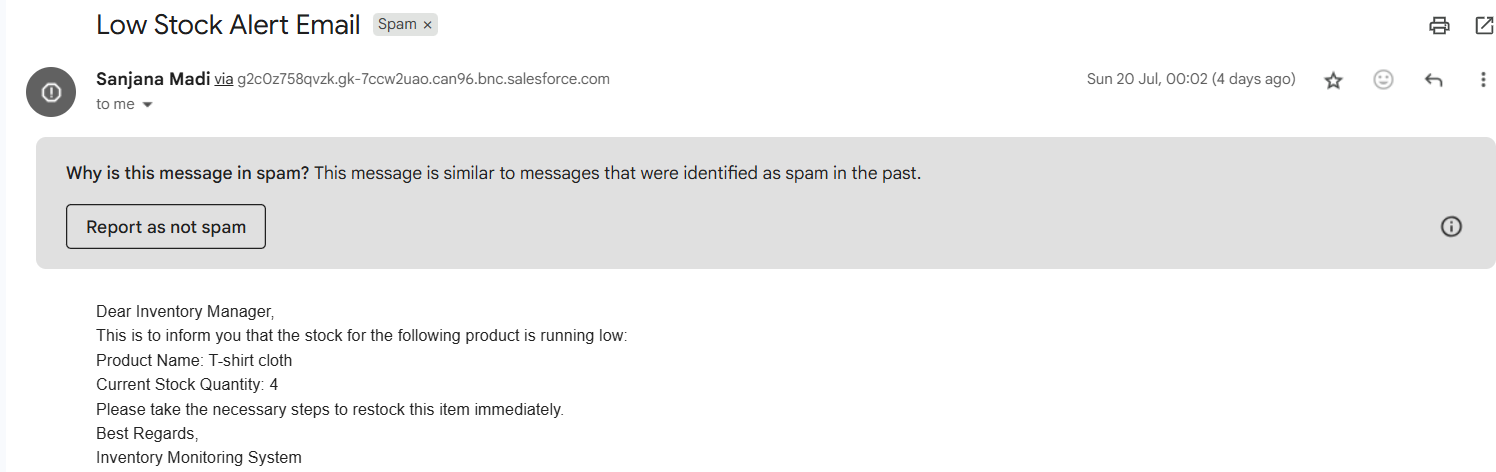 Low Stock Alert Email Spam ×
Sanjana Madi via g2c0z758qvzk.gk-7ccw2uao.can96.bnc.salesforce.com Sun 20 Jul, 00:02 (4 days ago)
to me
Why is this message in spam? This message is similar to messages that were identified as spam in the past.
Report as not spam
Dear Inventory Manager,
This is to inform you that the stock for the following product is running low:
Product Name: T-shirt cloth
Current Stock Quantity: 4
Please take the necessary steps to restock this item immediately.
Best Regards,
Inventory Monitoring System